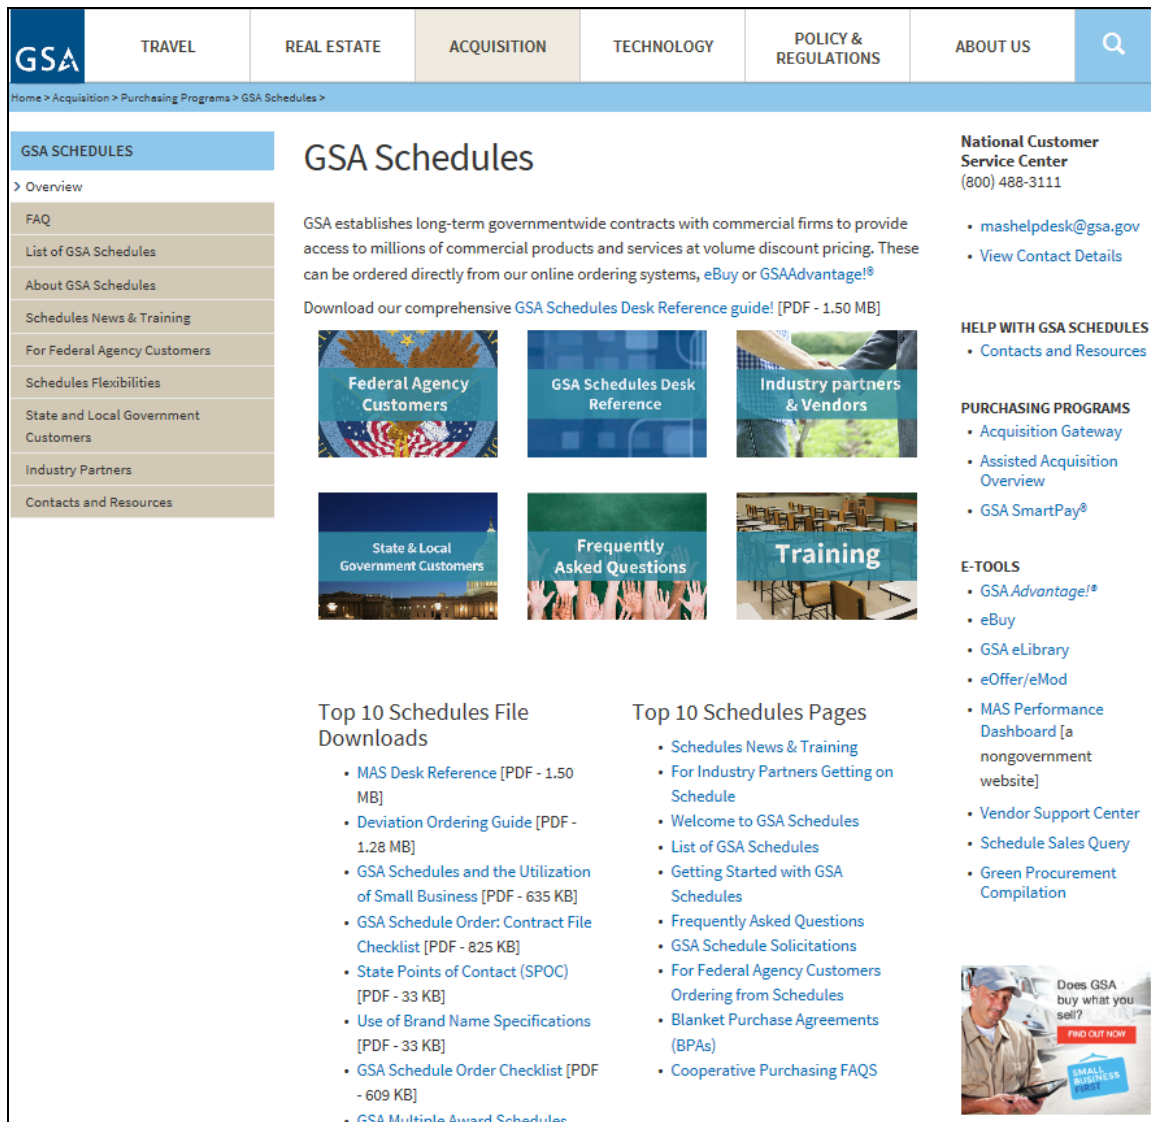 GSA
TRAVEL
REAL ESTATE
ACQUISITION
TECHNOLOGY
POLICY &
REGULATIONS
ABOUT US
Home > Acquisition > Purchasing Programs > GSA Schedules >
GSA SCHEDULES
Overview
FAQ
List of GSA Schedules
About GSA Schedules
Schedules News & Training
For Federal Agency Customers
Schedules Flexibilities
State and Local Government
Customers
Industry Partners
Contacts and Resources
GSA Schedules
GSA establishes long-term governmentwide contracts with commercial firms to provide
access to millions of commercial products and services at volume discount pricing. These
can be ordered directly from our online ordering systems, eBuy or GSAAdvantage!®
Download our comprehensive GSA Schedules Desk Reference guide! [PDF - 1.50 MB]
Federal Agency
Customers
GSA Schedules Desk
Reference
Industry partners
& Vendors
State & Local
Government Customers
Frequently
Asked Questions
Training
Top 10 Schedules File
Downloads
• MAS Desk Reference [PDF - 1.50
MB]
• Deviation Ordering Guide [PDF -
1.28 MB]
• GSA Schedules and the Utilization
of Small Business [PDF - 635 KB]
• GSA Schedule Order: Contract File
Checklist [PDF - 825 KB]
• State Points of Contact (SPOC)
[PDF - 33 KB]
• Use of Brand Name Specifications
[PDF - 33 KB]
• GSA Schedule Order Checklist [PDF
- 609 KB]
• GSA Multiple Award Schedules
Top 10 Schedules Pages
• Schedules News & Training
• For Industry Partners Getting on
Schedule
• Welcome to GSA Schedules
• List of GSA Schedules
• Getting Started with GSA
Schedules
• Frequently Asked Questions
• GSA Schedule Solicitations
• For Federal Agency Customers
Ordering from Schedules
• Blanket Purchase Agreements
(BPAs)
• Cooperative Purchasing FAQS
National Customer
Service Center
(800) 488-3111
• mashelpdesk@gsa.gov
• View Contact Details
HELP WITH GSA SCHEDULES
• Contacts and Resources
PURCHASING PROGRAMS
• Acquisition Gateway
• Assisted Acquisition
Overview
• GSA SmartPay®
E-TOOLS
• GSA Advantage!®
• eBuy
• GSA eLibrary
• eOffer/eMod
• MAS Performance
Dashboard [a
nongovernment
website]
• Vendor Support Center
• Schedule Sales Query
• Green Procurement
Compilation
Does GSA
buy what you
sell?
FIND OUT NOW
SMALL
BUSINESS
FIRST